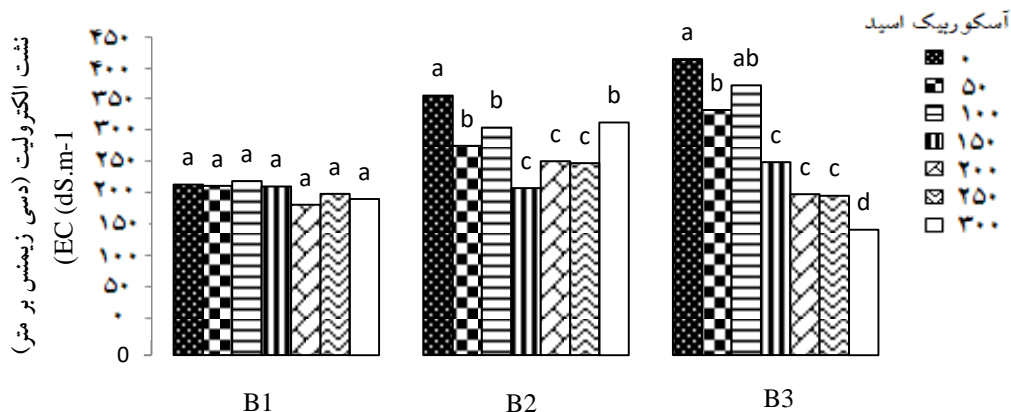 نشت الکترولیت (دسی زیمنس بر متر)
(EC (dS.m-1
۴۵۰
۴۰۰
۳۵۰
۳۰۰
۲۵۰
۲۰۰
۱۵۰
۱۰۰
۵۰
۰
0
a a a a a a a
a b b c c c b
a b ab c c c d
B1 B2 B3
آسکوربیک اسید
۰
۵۰
۱۰۰
۱۵۰
۲۰۰
۲۵۰
۳۰۰